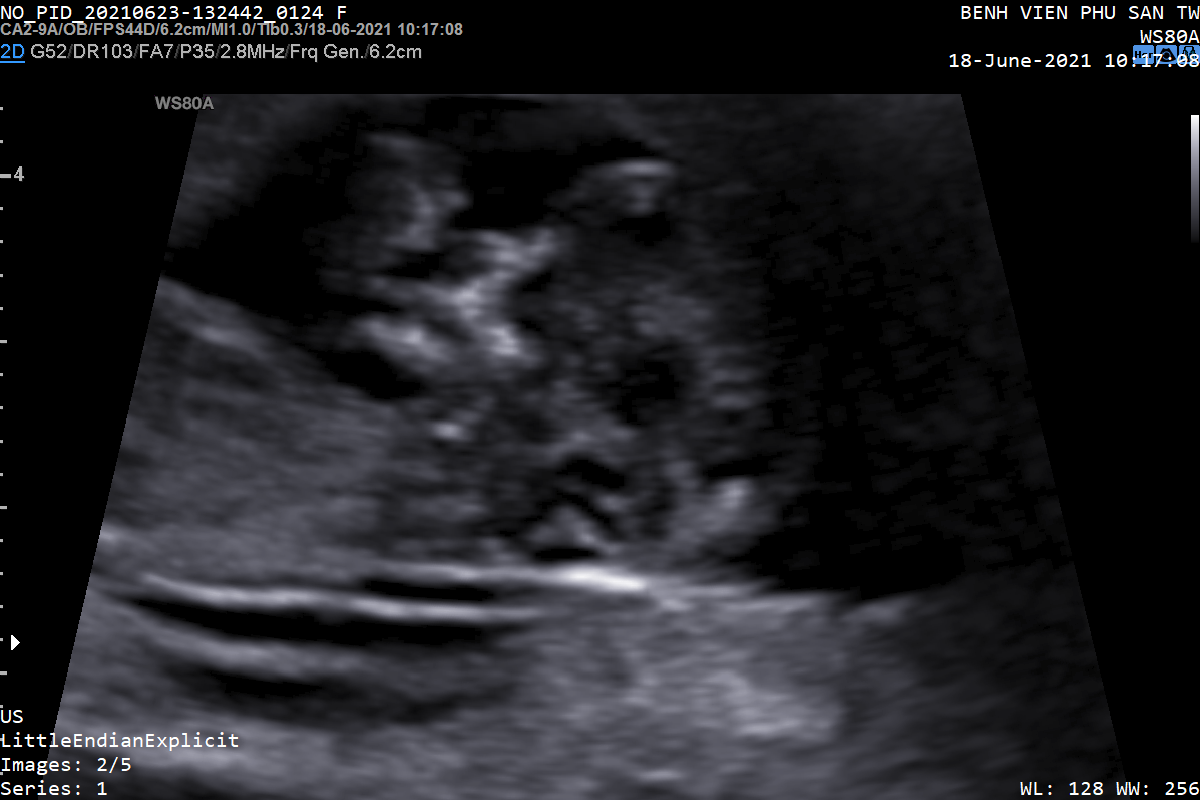 NO_PID_20210623-132442_0124 F
BENH VIEN PHU SAN TW
CA2-9A/OB/FPS44D/6.2cm/MI1.0/TIb0.3/18-06-2021 10:17:08
WS80A
2D G52/DR103/FA7/P35/2.8MHz/Frq Gen./6.2cm
18-June-2021 10:17:08
WS80A
4
US
LittleEndianExplicit
Images: 2/5
Series: 1
WL: 128 WW: 256